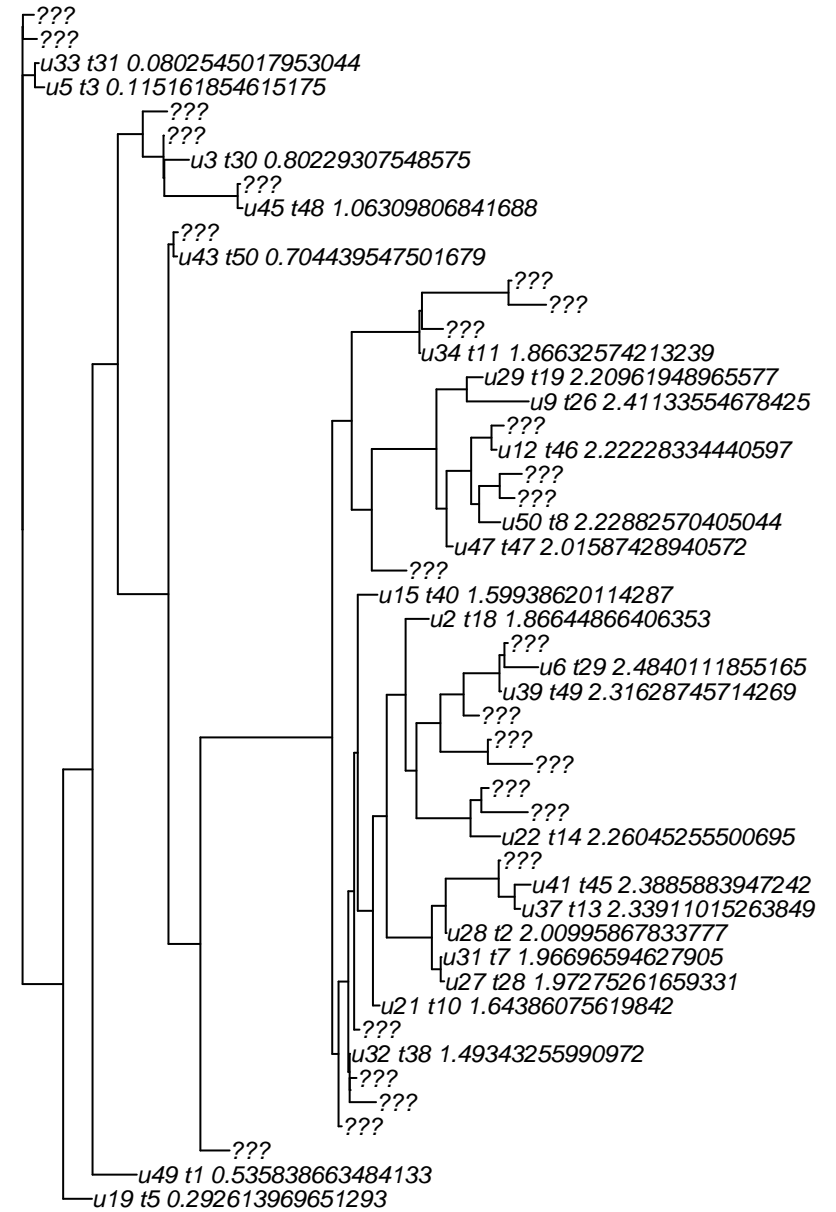 ???
???
u33 t31 0.0802545017953044
u5 t3 0.115161854615175
???
???
u3 t30 0.80229307548575
???
u45 t48 1.06309806841688
???
u43 t50 0.704439547501679
???
???
???
u34 t11 1.86632574213239
u29 t19 2.20961948965577
u9 t26 2.41133554678425
???
u12 t46 2.22228334440597
???
???
u50 t8 2.22882570405044
u47 t47 2.01587428940572
???
u15 t40 1.59938620114287
u2 t18 1.86644866406353
???
u6 t29 2.4840111855165
u39 t49 2.31628745714269
???
???
???
???
???
u22 t14 2.26045255500695
???
u41 t45 2.3885883947242
u37 t13 2.33911015263849
u28 t2 2.00995867833777
u31 t7 1.96696594627905
u27 t28 1.97275261659331
u21 t10 1.64386075619842
???
u32 t38 1.49343255990972
???
???
???
???
u49 t1 0.535838663484133
u19 t5 0.292613969651293